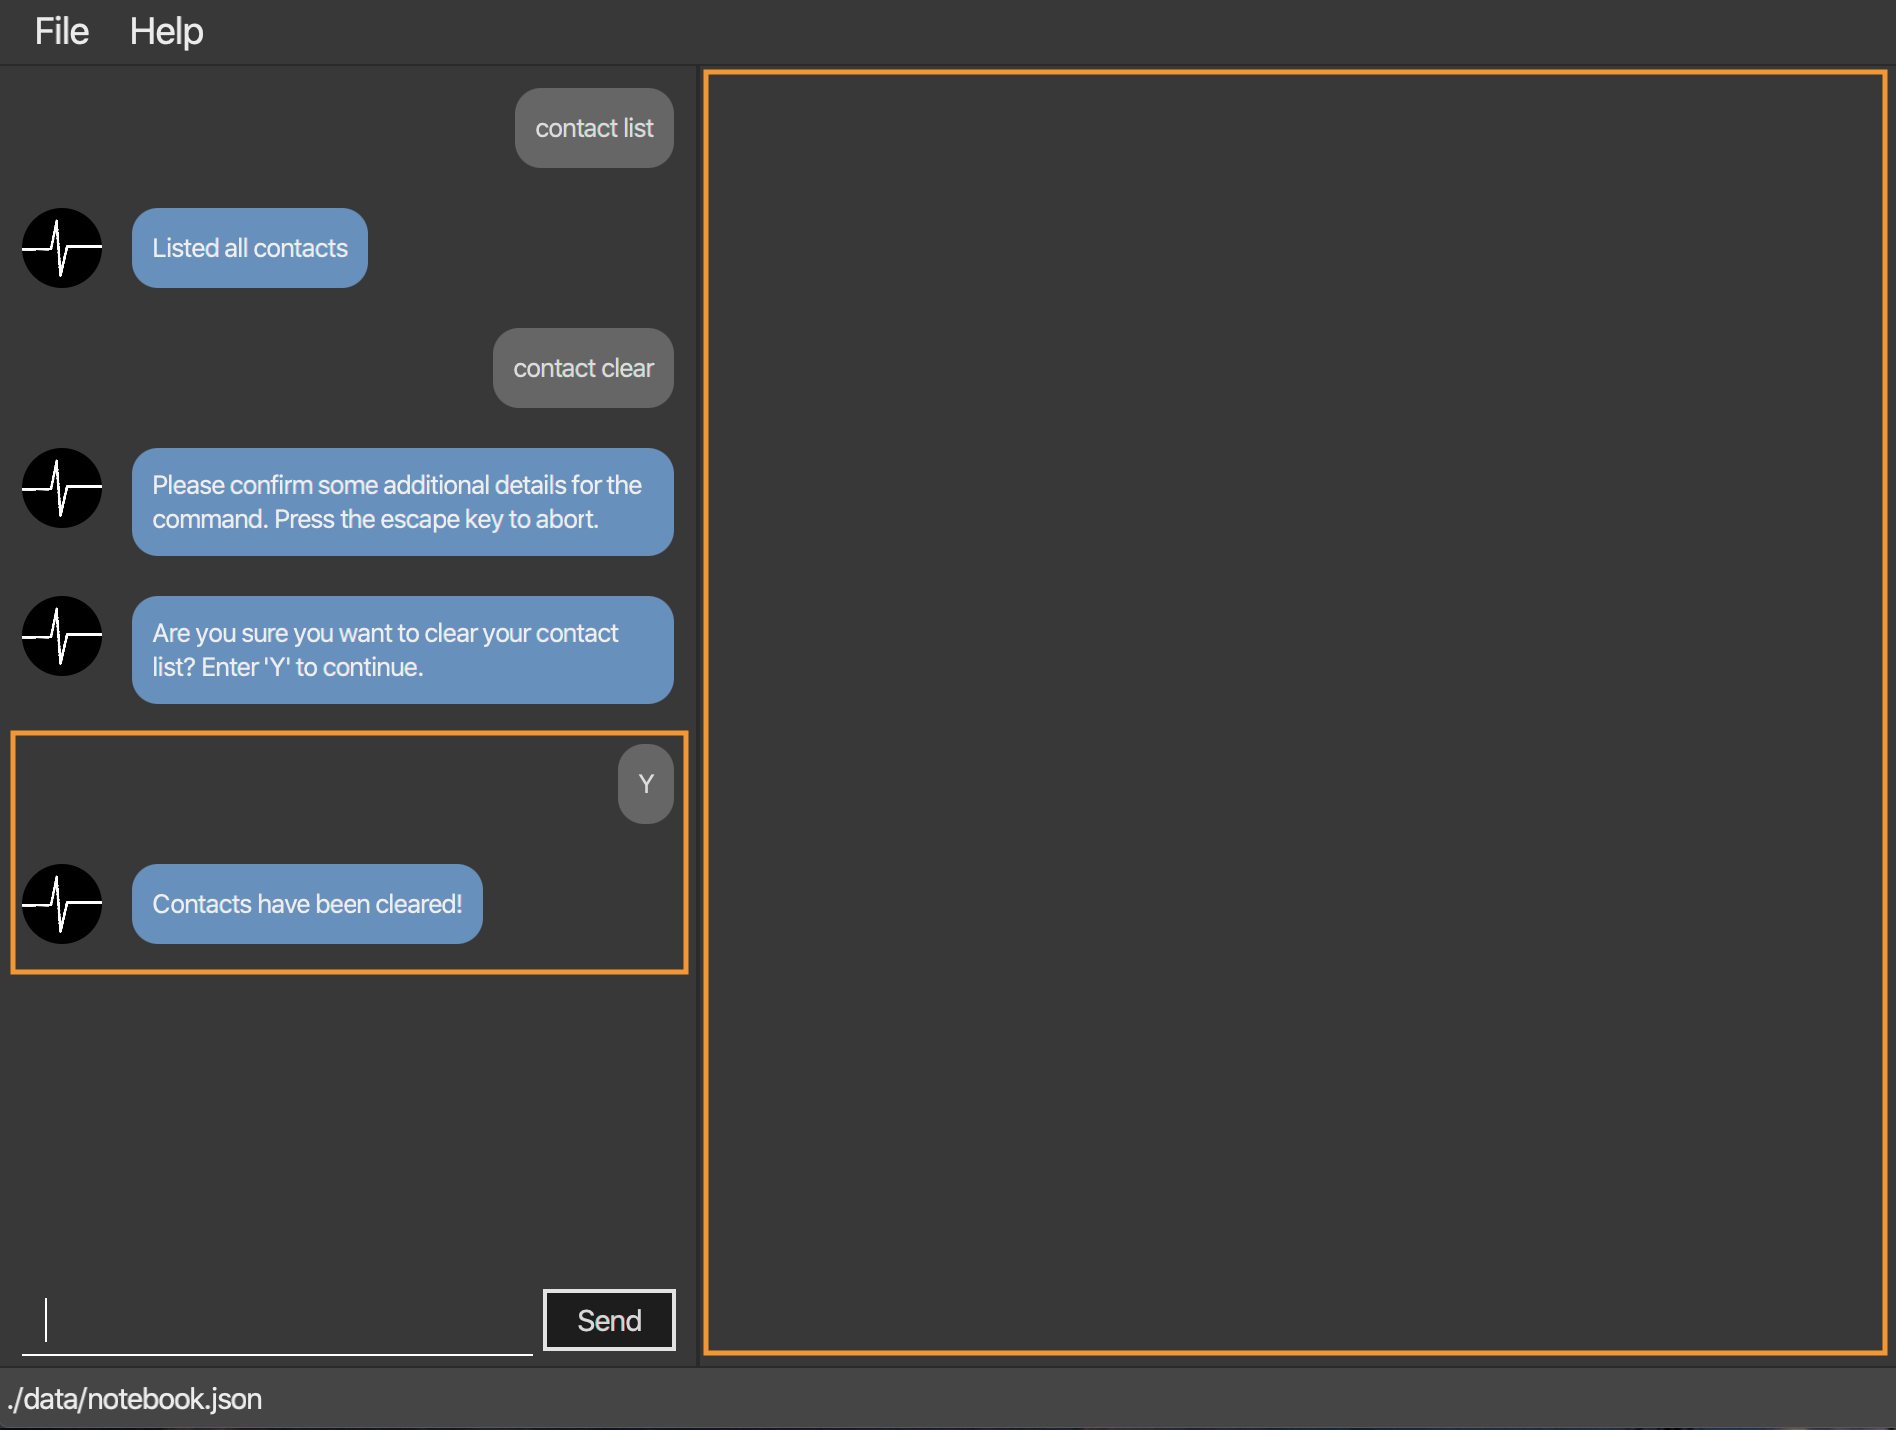 File Help
contact list
Listed all contacts
contact clear
Please confirm some additional details for the
command. Press the escape key to abort.
Are you sure you want to clear your contact
list? Enter 'Y' to continue.
Y
Contacts have been cleared!
Send
./data/notebook.json